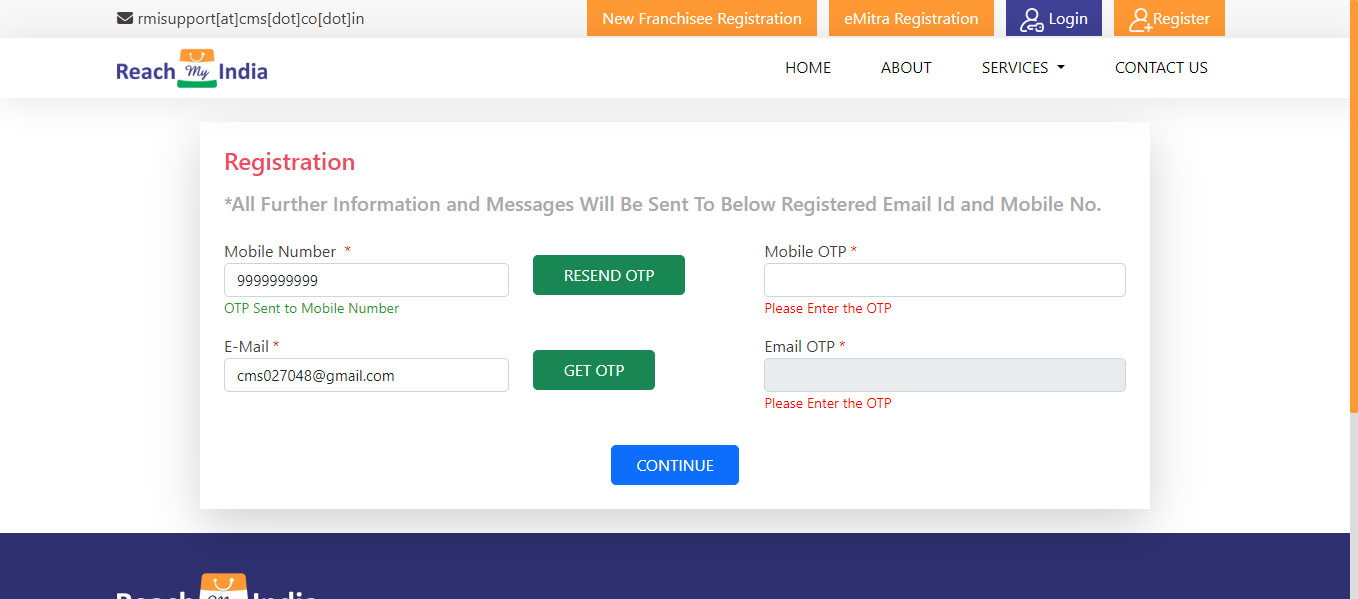 rmisupport[at]cms[dot]co[dot]in
New Franchisee Registration
eMitra Registration
Login
Register
Reach My India
HOME
ABOUT
SERVICES
CONTACT US
Registration
*All Further Information and Messages Will Be Sent To Below Registered Email Id and Mobile No.
Mobile Number *
9999999999
OTP Sent to Mobile Number
RESEND OTP
Mobile OTP *
Please Enter the OTP
E-Mail *
cms027048@gmail.com
GET OTP
Email OTP *
Please Enter the OTP
CONTINUE
Reach My India